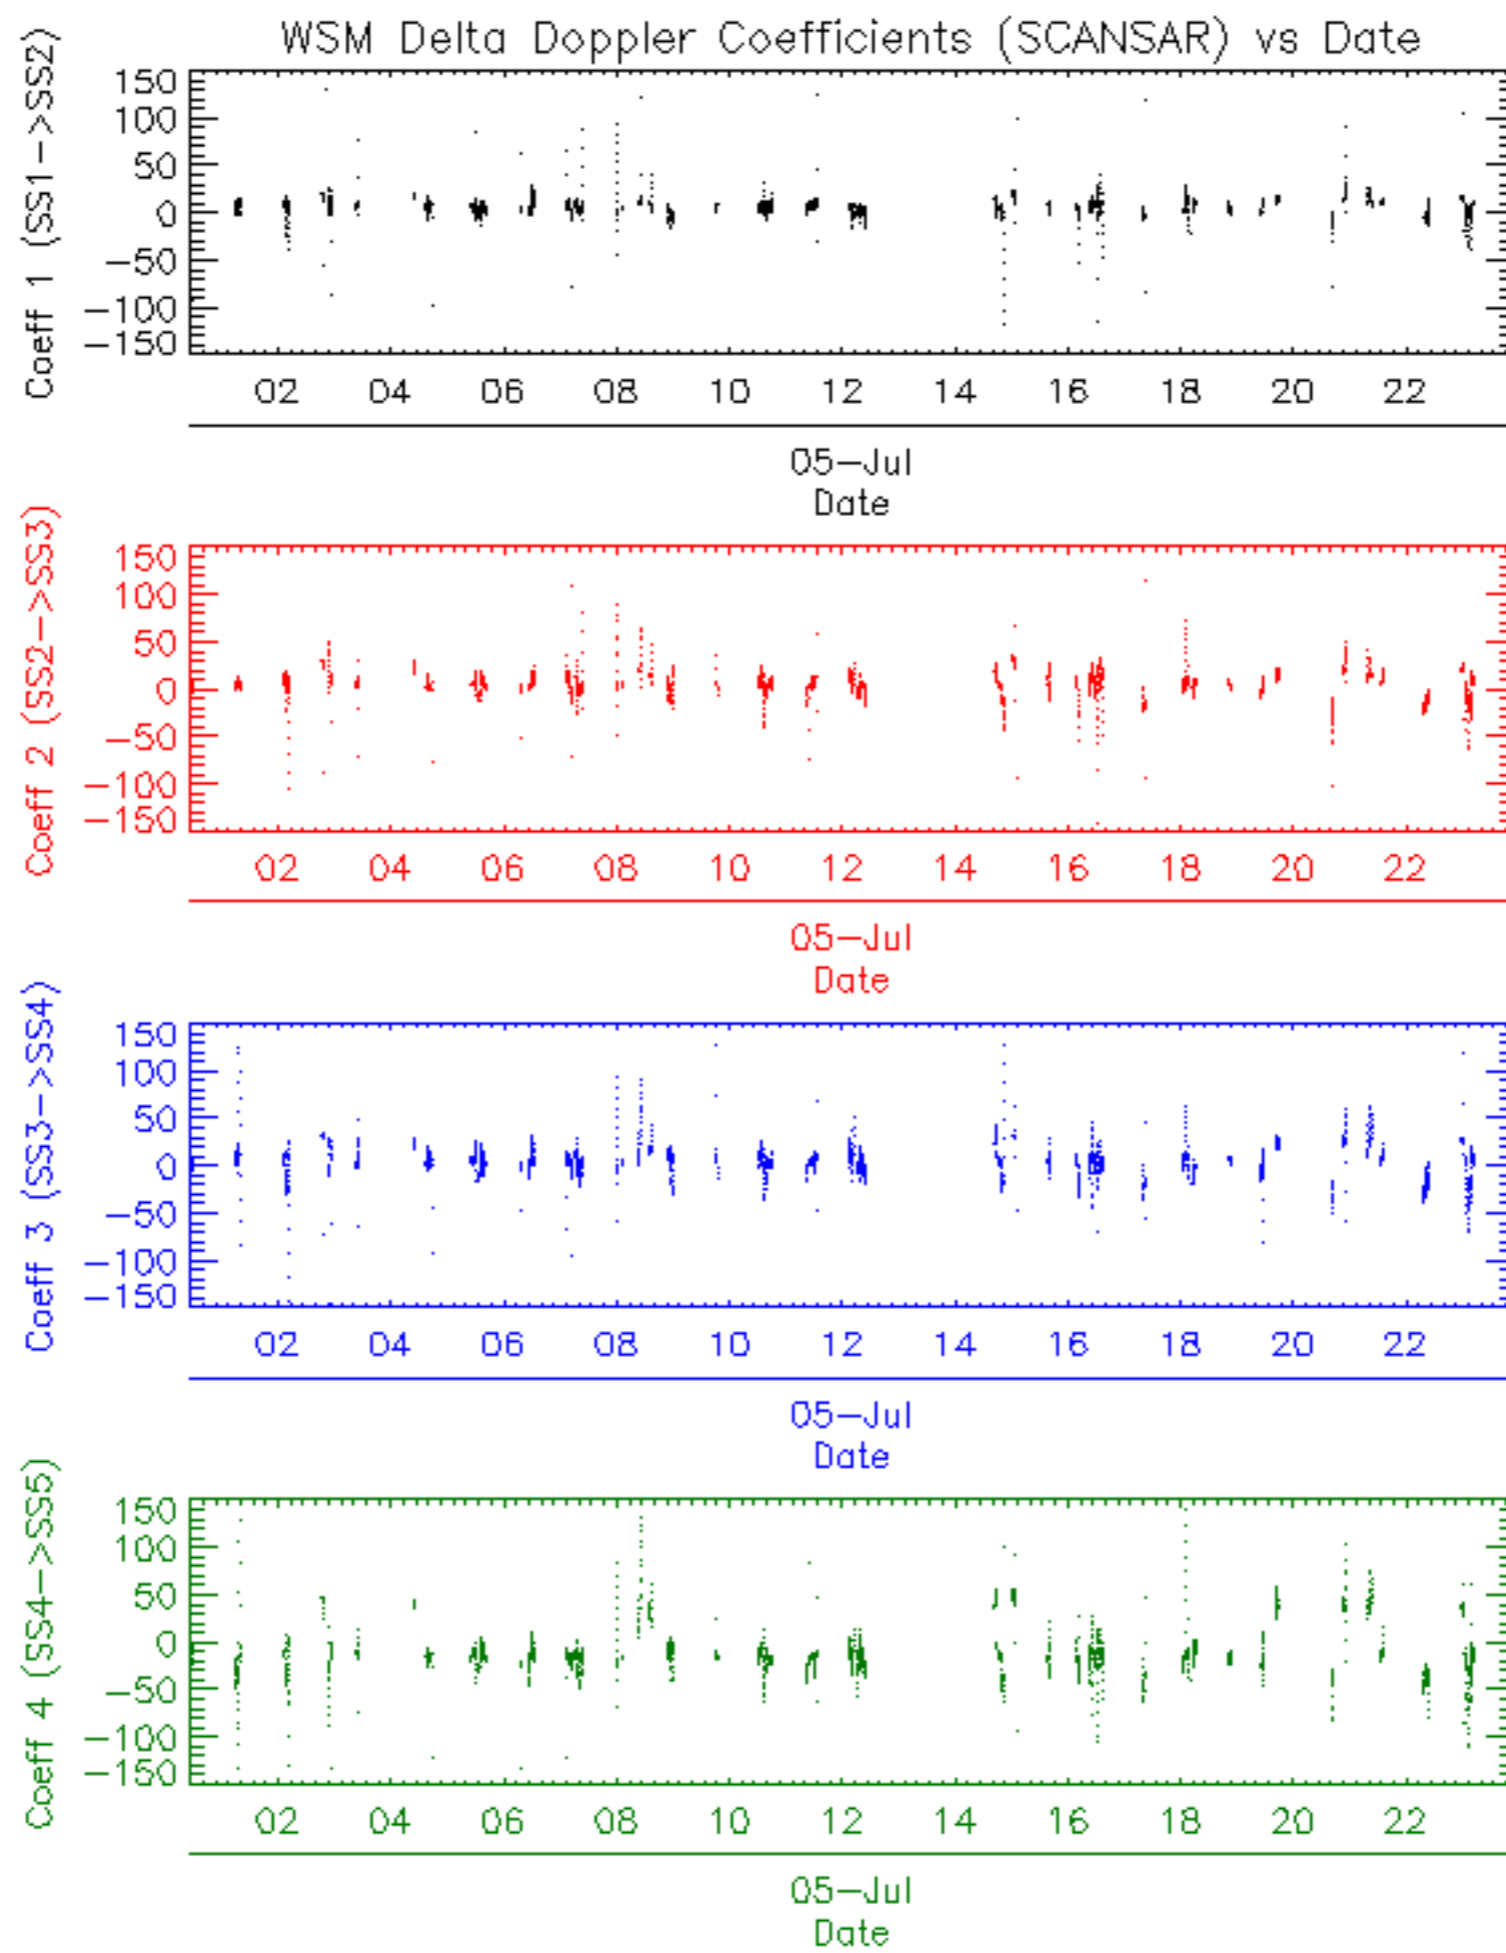 WSM Delta Doppler Coefficients (SCANSAR) vs Date
Coeff 1 (SS1->SS2)
150
100
50
0
-50
-100
-150
02 04 06 08 10 12 14 16 18 20 22
05-Jul
Date
Coeff 2 (SS2->SS3)
150
100
50
0
-50
-100
-150
02 04 06 08 10 12 14 16 18 20 22
05-Jul
Date
Coeff 3 (SS3->SS4)
150
100
50
0
-50
-100
-150
02 04 06 08 10 12 14 16 18 20 22
05-Jul
Date
Coeff 4 (SS4->SS5)
150
100
50
0
-50
-100
-150
02 04 06 08 10 12 14 16 18 20 22
05-Jul
Date